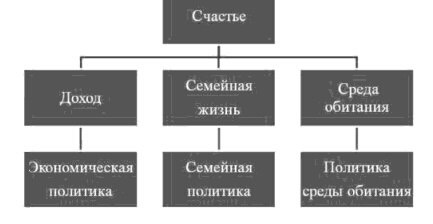 Счастье
Доход
Семейная
жизнь
Среда
обитания
Экономическая
политика
Семейная
политика
Политика
среды обитания